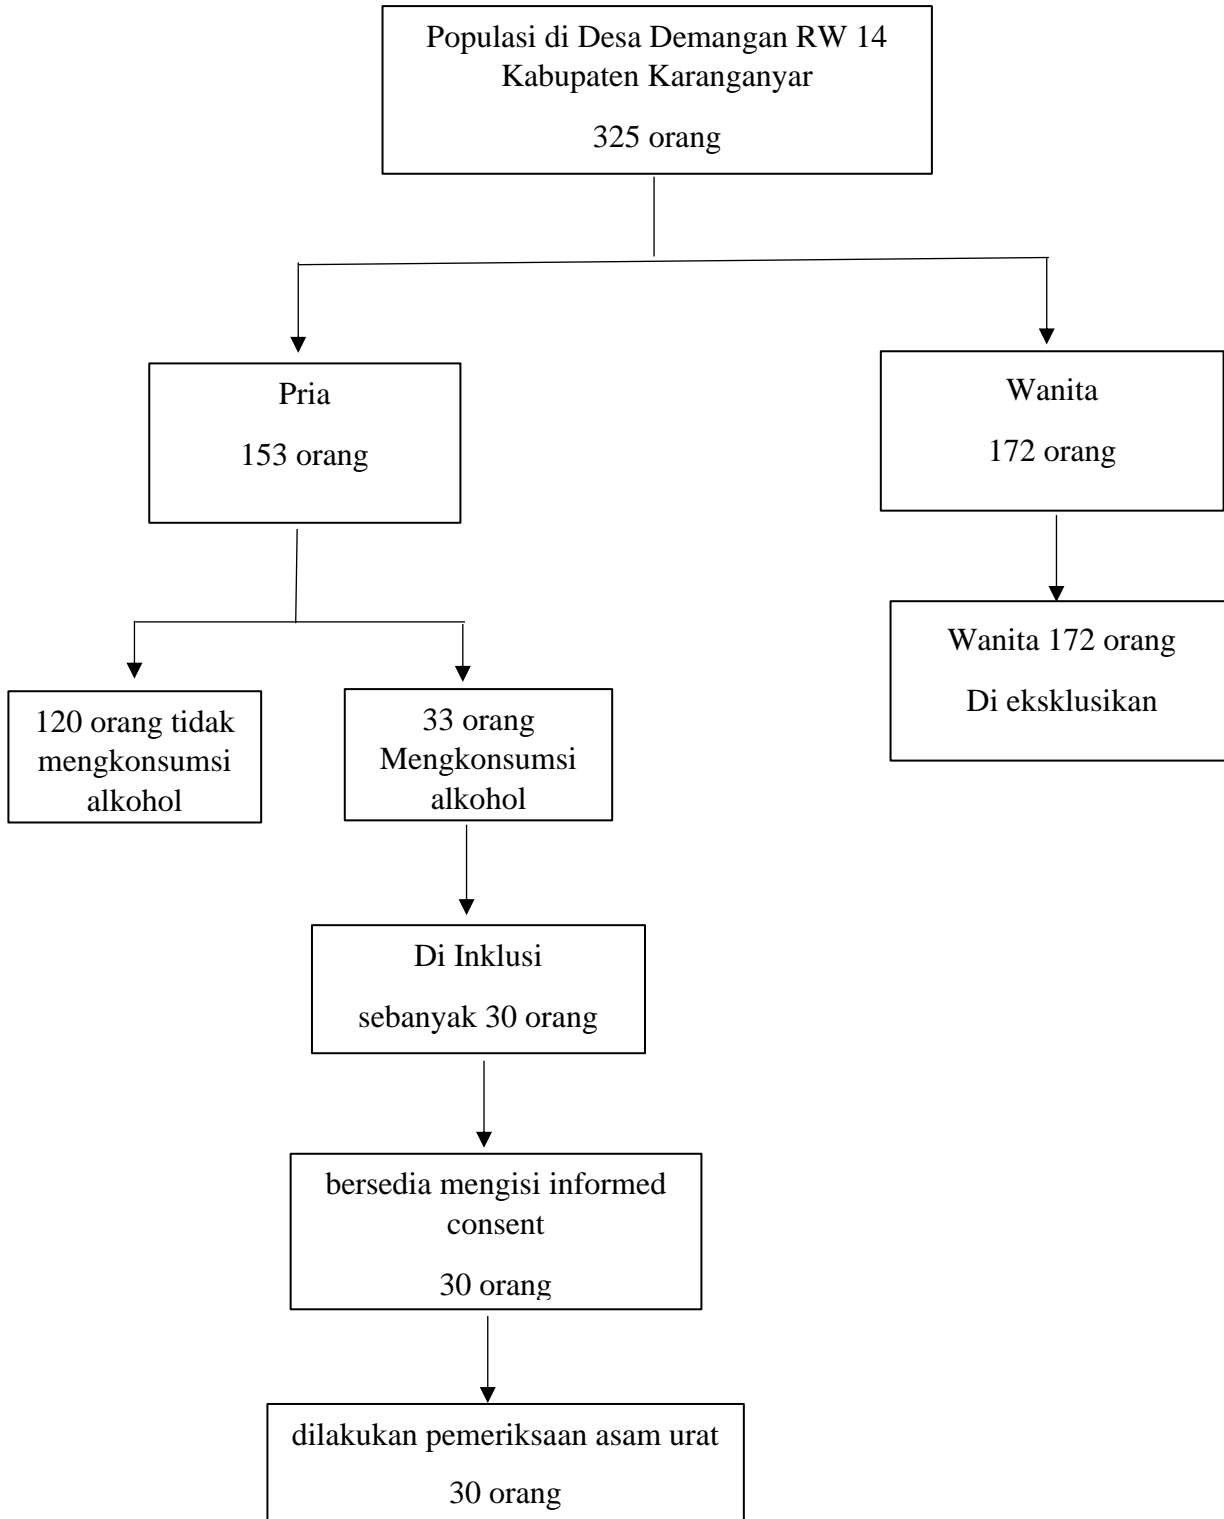 Populasi di Desa Demangan RW 14
Kabupaten Karanganyar
325 orang
Pria
153 orang
Wanita
172 orang
Wanita 172 orang
Di eksklusikan
120 orang tidak
mengkonsumsi
alkohol
33 orang
Mengkonsumsi
alkohol
Di Inklusi
sebanyak 30 orang
bersedia mengisi informed
consent
30 orang
dilakukan pemeriksaan asam urat
30 orang